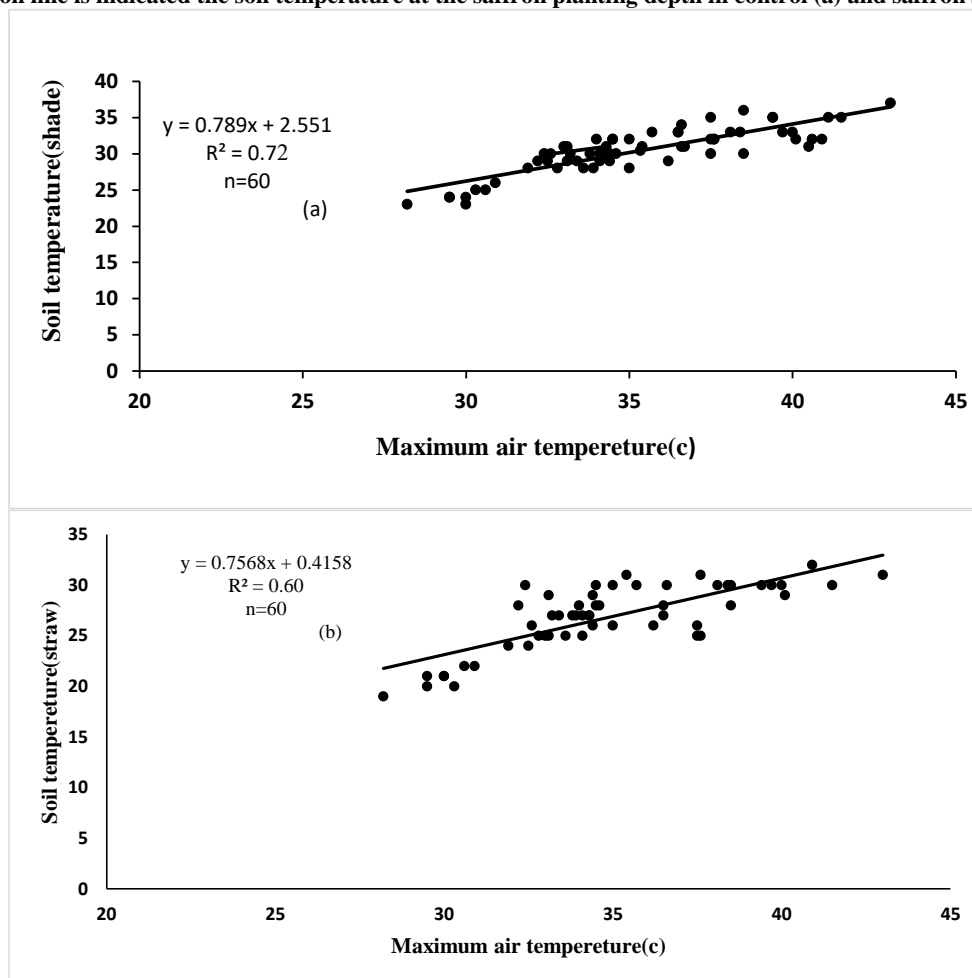 line is indicated the soil temperature at the saffron planting depth in control (a) and saffron
Soil temperature(shade)
40
35
30
25
20
15
10
5
0
y = 0.789x + 2.551
R² = 0.72
n=60
(a)
20 25 30 35 40 45
Maximum air tempereture(c)
Soil tempereture(straw)
35
30
25
20
15
10
5
0
y = 0.7568x + 0.4158
R² = 0.60
n=60
(b)
20 25 30 35 40 45
Maximum air tempereture(c)